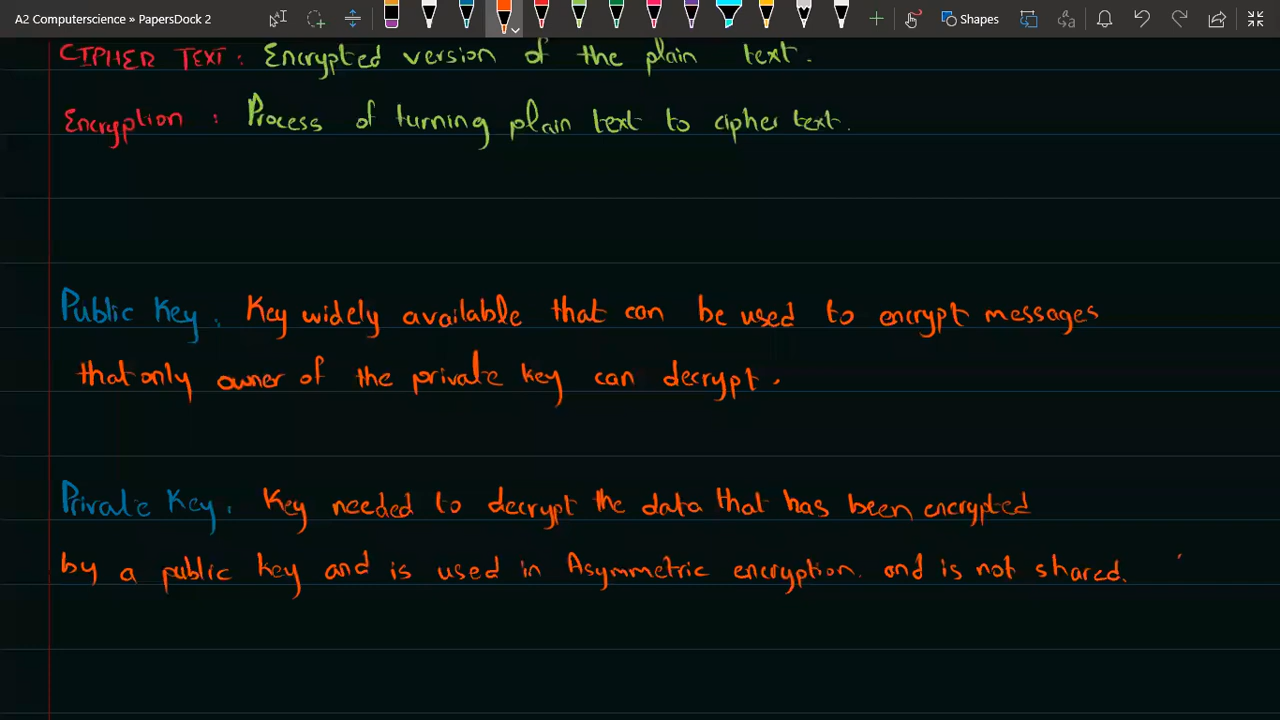 A2 Computerscience » PapersDock 2
Shapes
CIPHER TEXT: Encrypted version of the plain text.
Encryption : Process of turning plain text to cipher text.
Public Key. Key widely available that can be used to encrypt messages
that only owner of the private key can decrypt.
Private Key. Key needed to decrypt the data that has been encrypted
by a public key and is used in Asymmetric encryption. and is not shared.